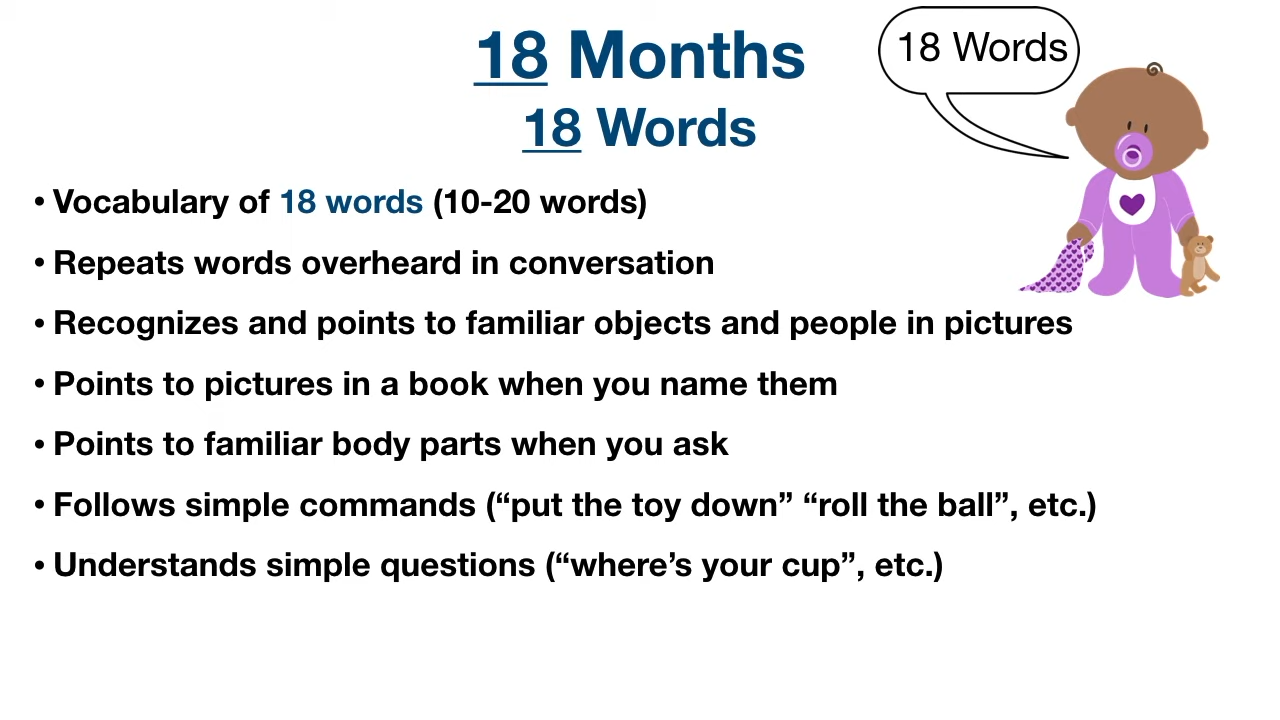 18 Months
18 Words
18 Words
• Vocabulary of 18 words (10-20 words)
• Repeats words overheard in conversation
• Recognizes and points to familiar objects and people in pictures
• Points to pictures in a book when you name them
• Points to familiar body parts when you ask
• Follows simple commands (“put the toy down” “roll the ball”, etc.)
• Understands simple questions (“where’s your cup”, etc.)